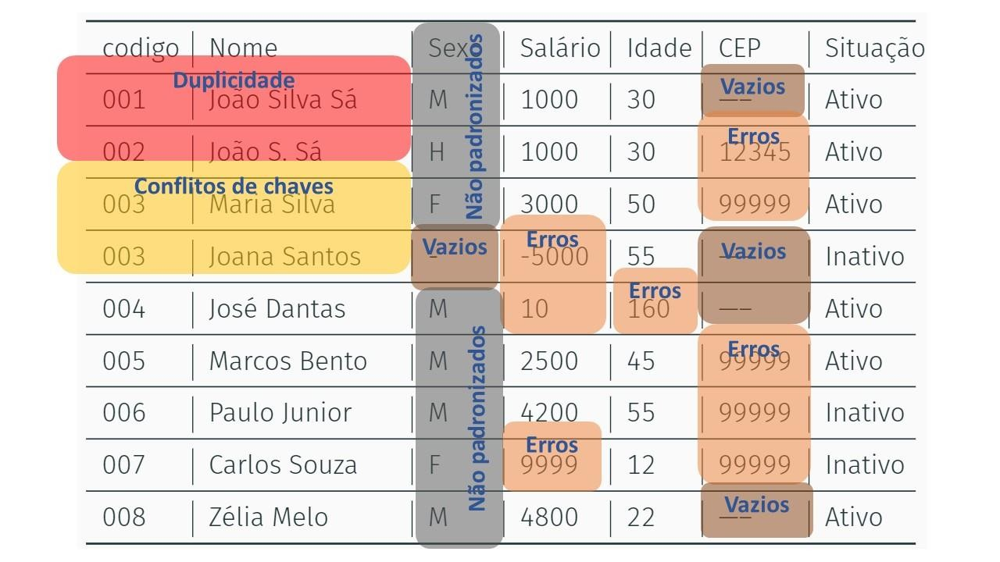 codigo Nome Sexo Salário Idade CEP Situação
Duplicidade Vazios
001 João Silva Sá M 1000 30 –– Ativo
Erros
002 João S. Sá H 1000 30 12345 Ativo
Não padronizados
Conflitos de chaves
003 Maria Silva F 3000 50 99999 Ativo
Vazios Erros Vazios
003 Joana Santos - -5000 55 –– Inativo
Erros
004 José Dantas M 10 160 –– Ativo
Erros
005 Marcos Bento M 2500 45 99999 Ativo
Não padronizados
006 Paulo Junior M 4200 55 99999 Inativo
Erros
007 Carlos Souza F 9999 12 99999 Inativo
Vazios
008 Zélia Melo M 4800 22 –– Ativo